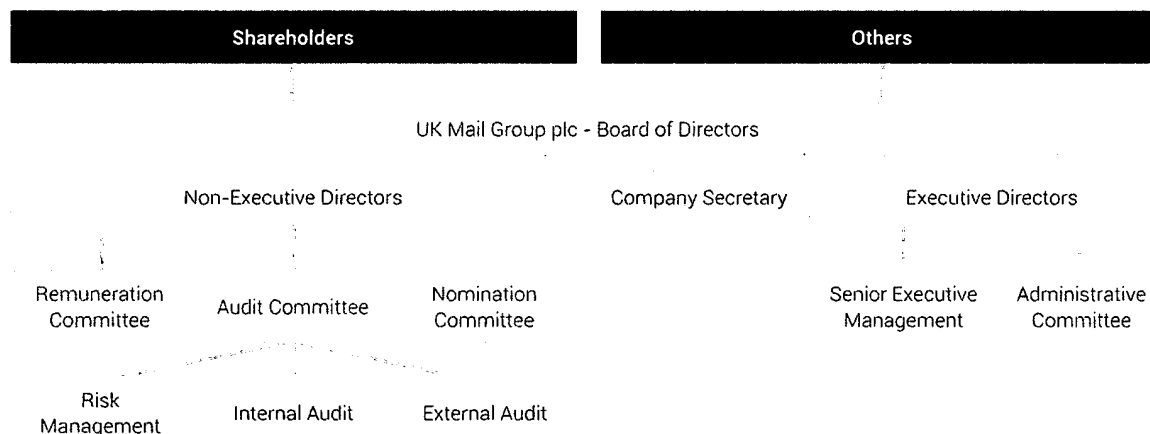 Shareholders
Others
UK Mail Group plc - Board of Directors
Non-Executive Directors
Company Secretary
Executive Directors
Remuneration
Committee
Audit Committee
Nomination
Committee
Senior Executive
Management
Administrative
Committee
Risk
Management
Internal Audit
External Audit